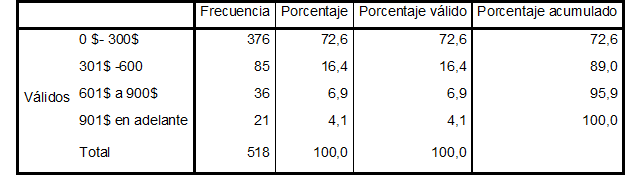 Frecuencia Porcentaje Porcentaje válido Porcentaje acumulado
Válidos 0 $- 300$ 376 72,6 72,6 72,6
301$ -600 85 16,4 16,4 89,0
601$ a 900$ 36 6,9 6,9 95,9
901$ en adelante 21 4,1 4,1 100,0
Total 518 100,0 100,0